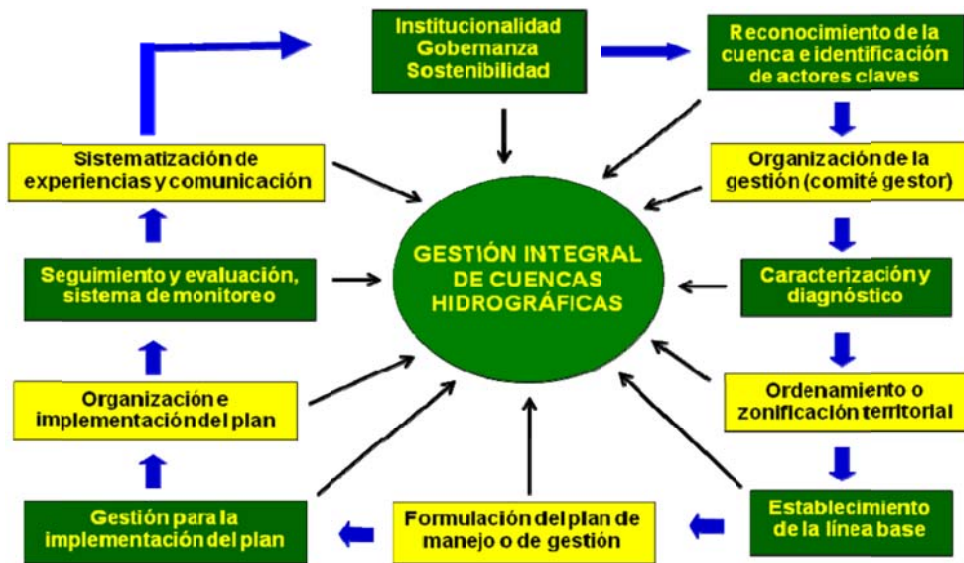 Institucionalidad
Gobernanza
Sostenibilidad
Reconocimiento de la
cuenca e identificación
de actores claves
Organización de la
gestión (comité gestor)
Caracterización y
diagnóstico
Ordenamiento o
zonificación territorial
Establecimiento
de la línea base
Formulación del plan de
manejo o de gestión
Gestión para la
implementación del plan
Organización e
implementación del plan
Seguimiento y evaluación,
sistema de monitoreo
Sistematización de
experiencias y comunicación
GESTIÓN INTEGRAL
DE CUENCAS
HIDROGRÁFICAS